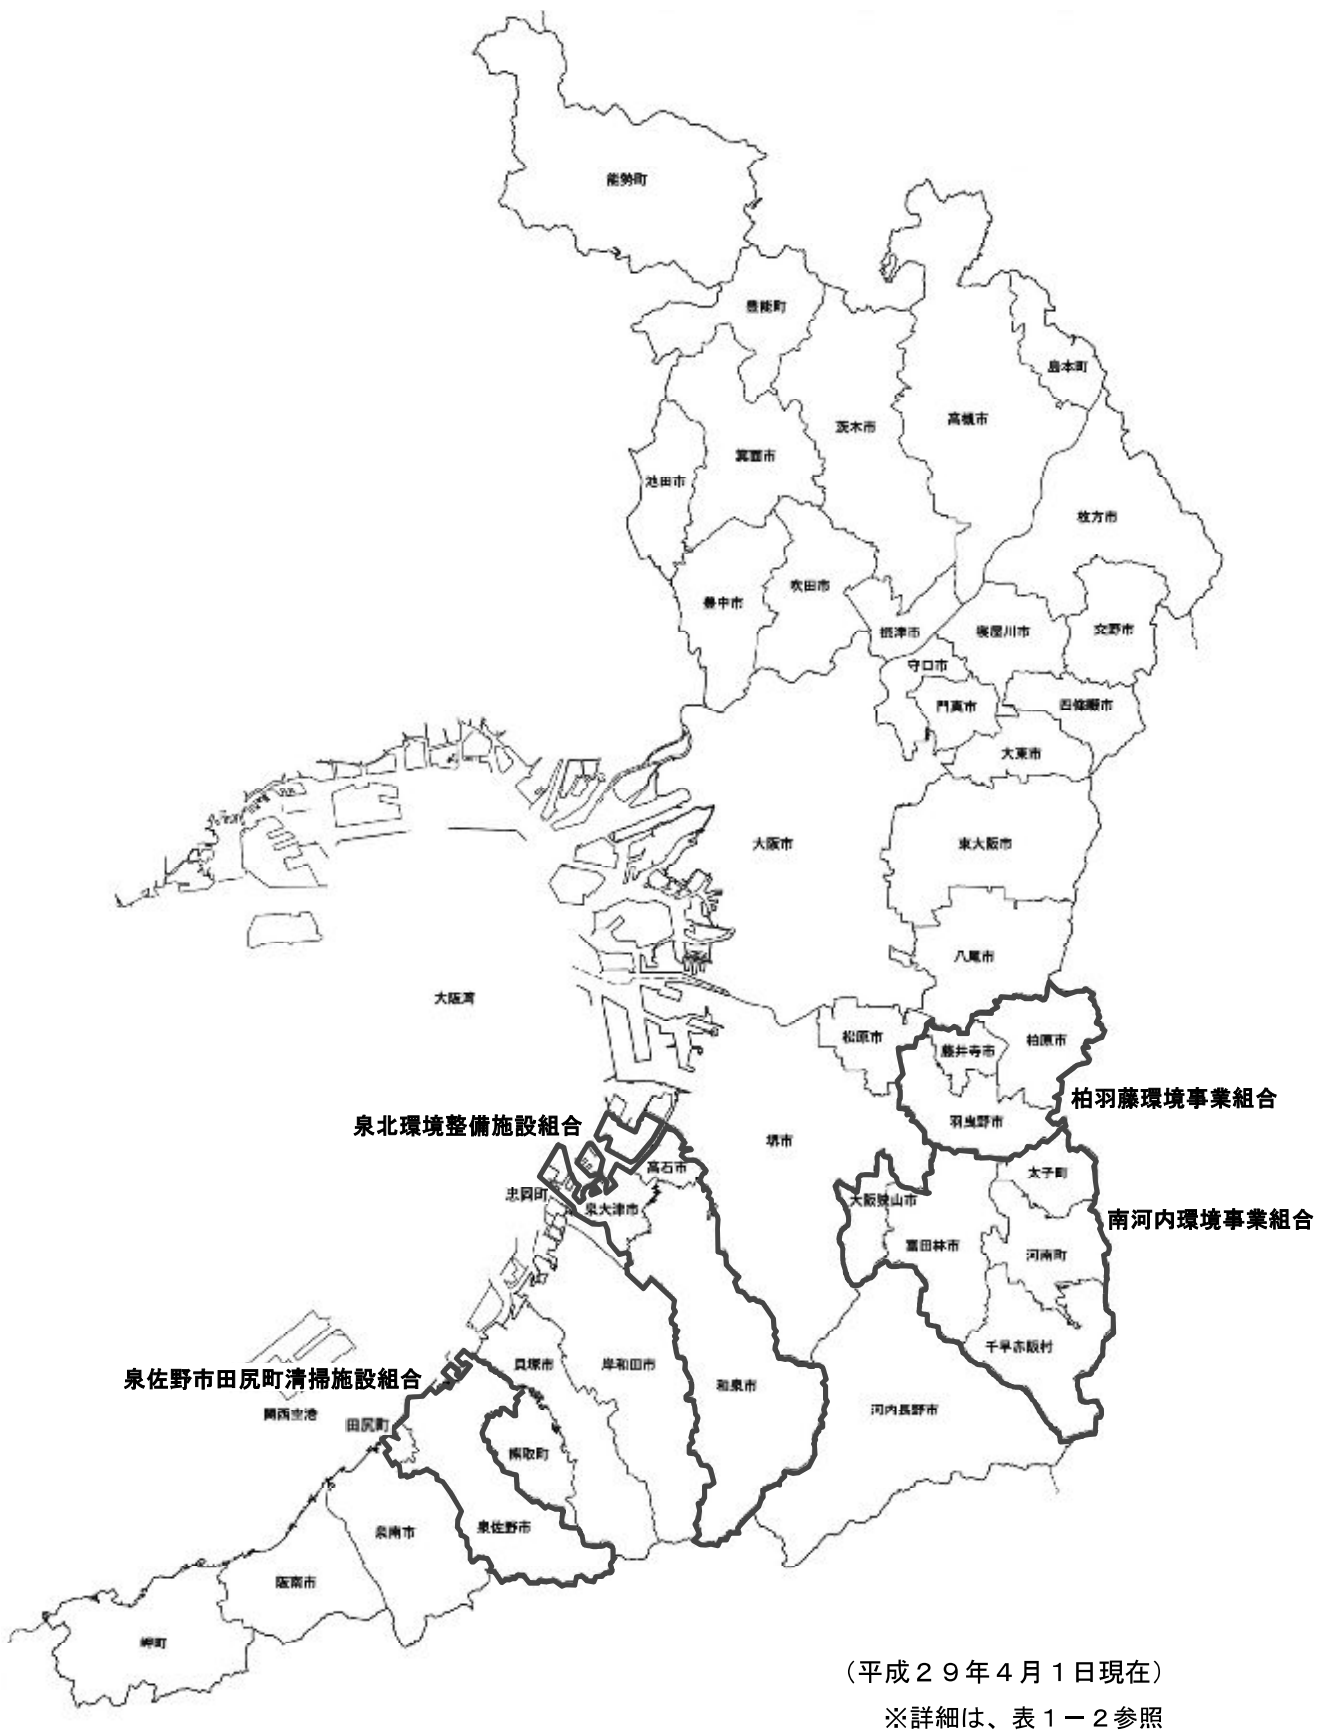 能勢町
豊能町
島本町
高槻市
茨木市
箕面市
池田市
枚方市
吹田市
豊中市
交野市
摂津市
寝屋川市
守口市
門真市
四條畷市
大東市
大阪市
東大阪市
八尾市
大阪湾
松原市
藤井寺市
柏原市
柏羽藤環境事業組合
羽曳野市
泉北環境整備施設組合
堺市
高石市
太子町
忠岡町
泉大津市
大阪狭山市
南河内環境事業組合
富田林市
河南町
千早赤阪村
貝塚市
岸和田市
泉佐野市田尻町清掃施設組合
和泉市
関西空港
田尻町
河内長野市
熊取町
泉佐野市
泉南市
阪南市
岬町
(平成29年4月1日現在)
※詳細は、表1-2参照